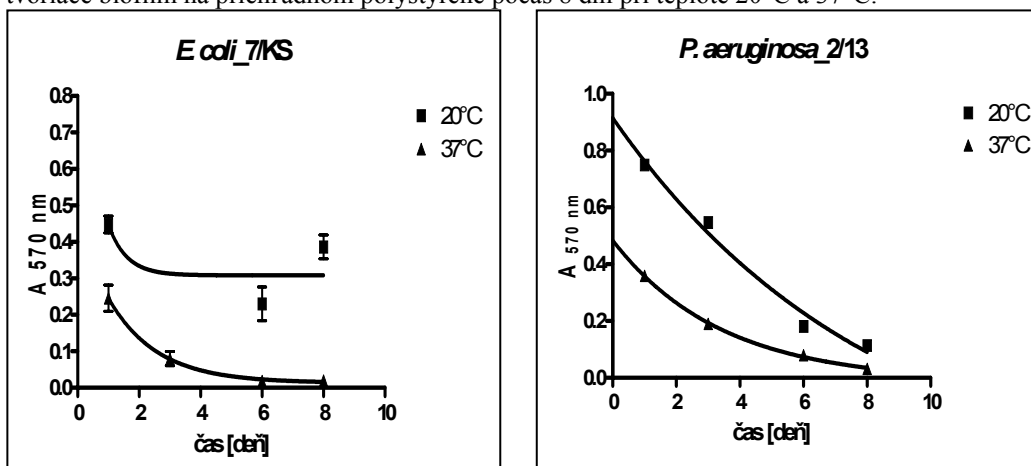 tvoriace biofilm na priehradnom polystyréne počas 8 dní pri teplote 20°C a 37°C.
E. coli_7/KS
0.8
0.7
0.6
0.5
0.4
0.3
0.2
0.1
0.0
0 2 4 6 8 10
A 570 nm
čas [deň]
20°C
37°C
P. aeruginosa_2/13
1.0
0.8
0.6
0.4
0.2
0.0
0 2 4 6 8 10
A 570 nm
čas [deň]
20°C
37°C